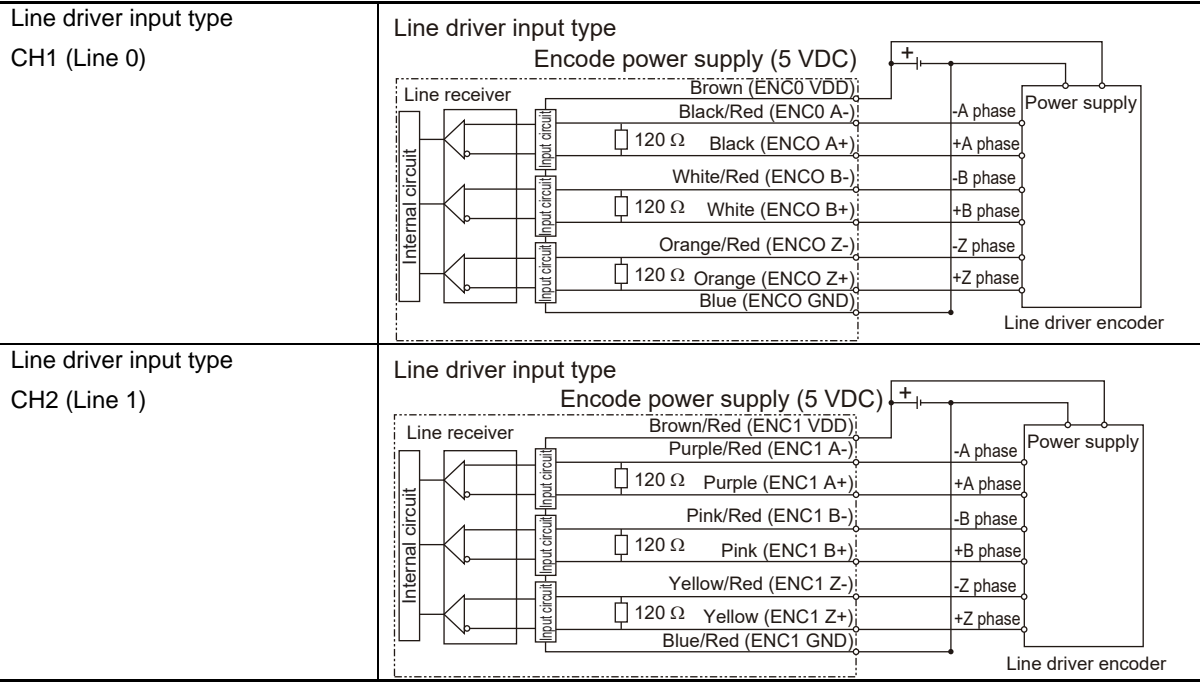 Line driver input type
CH1 (Line 0)
Line driver input type
Encode power supply (5 VDC)
+
Line receiver
Brown (ENC0 VDD)
Power supply
Black/Red (ENC0 A-)
-A phase
120 Ω
Black (ENCO A+)
+A phase
White/Red (ENCO B-)
-B phase
120 Ω
White (ENCO B+)
+B phase
Orange/Red (ENCO Z-)
-Z phase
120 Ω
Orange (ENCO Z+)
+Z phase
Blue (ENCO GND)
Internal circuit
Input circuit
Input circuit
Input circuit
Line driver encoder
Line driver input type
CH2 (Line 1)
Line driver input type
Encode power supply (5 VDC)
+
Line receiver
Brown/Red (ENC1 VDD)
Power supply
Purple/Red (ENC1 A-)
-A phase
120 Ω
Purple (ENC1 A+)
+A phase
Pink/Red (ENC1 B-)
-B phase
120 Ω
Pink (ENC1 B+)
+B phase
Yellow/Red (ENC1 Z-)
-Z phase
120 Ω
Yellow (ENC1 Z+)
+Z phase
Blue/Red (ENC1 GND)
Internal circuit
Input circuit
Input circuit
Input circuit
Line driver encoder